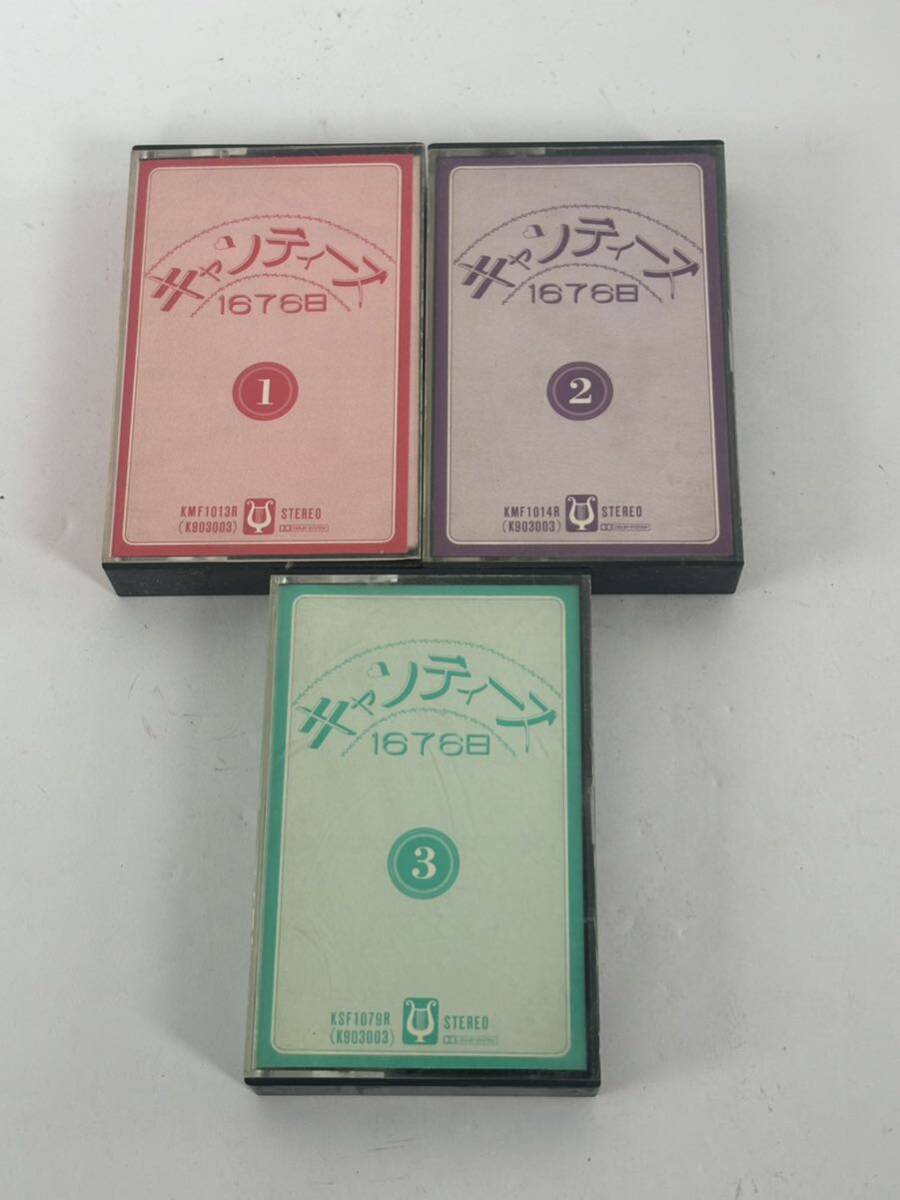 キャンディーズ
1676日
1
KMF1013R
(K903003)
STEREO
キャンディーズ
1676日
2
KMF1014R
(K903003)
STEREO
キャンディーズ
1676日
3
KSF1079R
(K903003)
STEREO